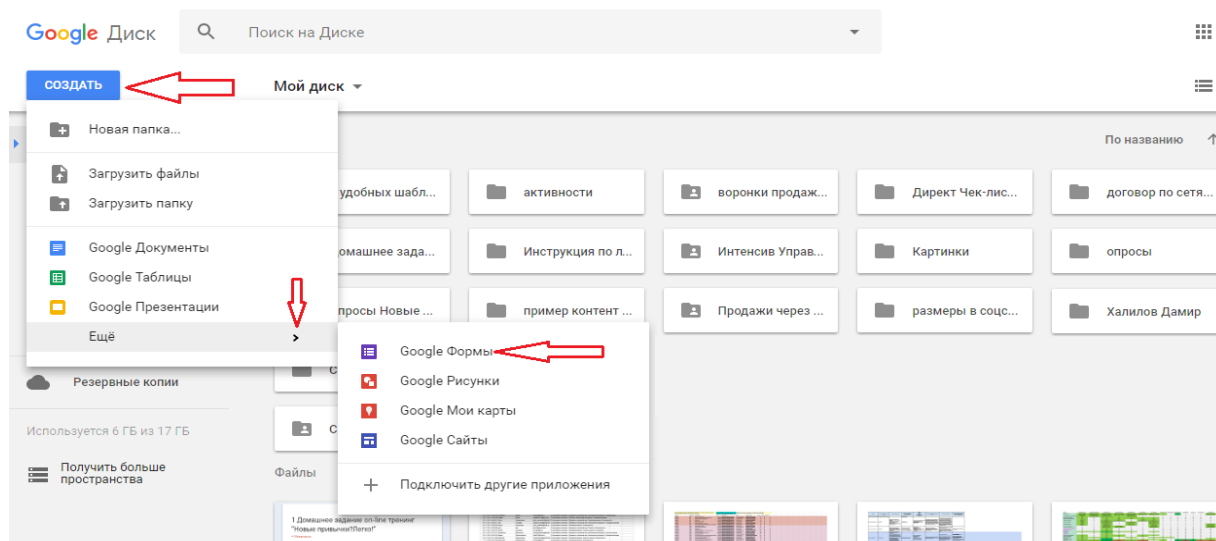 Google Диск
Поиск на Диске
СОЗДАТЬ
Мой диск
Новая папка...
По названию
Загрузить файлы
Загрузить папку
удобных шабл...
активности
воронки продаж...
Директ Чек-лис...
договор по сетя...
Google Документы
Google Таблицы
Google Презентации
Ещё
омашнее зада...
Инструкция по л...
Интенсив Управ...
Картинки
опросы
просы Новые ...
пример контент ...
Продажи через ...
размеры в соцс...
Халилов Дамир
Google Формы
Google Рисунки
Google Мои карты
Google Сайты
Подключить другие приложения
С
С
Резервные копии
Используется 6 ГБ из 17 ГБ
Получить больше
пространства
Файлы
1 Домашнее задание on-line тренинг
"Новые привычки!Легко!"